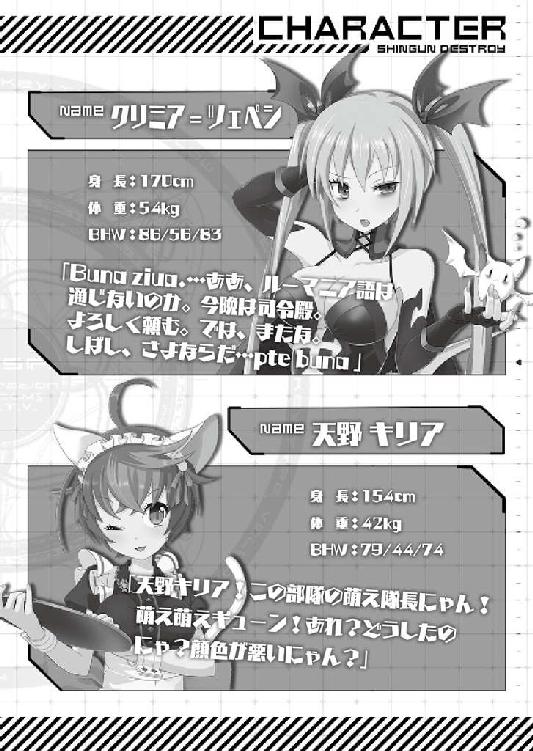 CHARACTER
SHINGUN DESTROY
Name クリミア=ツェペシ
身 長:170cm
体 重:54kg
BHW:86/56/83
「Buna ziua.…ああ、ルーマニア語は
通じないのか。今晩は司令殿。
よろしく頼む。では、またな。
しばし、さよならだ…pte buna」
Name 天野 キリア
身 長:154cm
体 重:42kg
BHW:79/44/74
「天野キリア!この部隊の萌え隊長にゃん!
萌え萌えキューン!あれ?どうしたの
にゃ?顔色が悪いにゃん?」